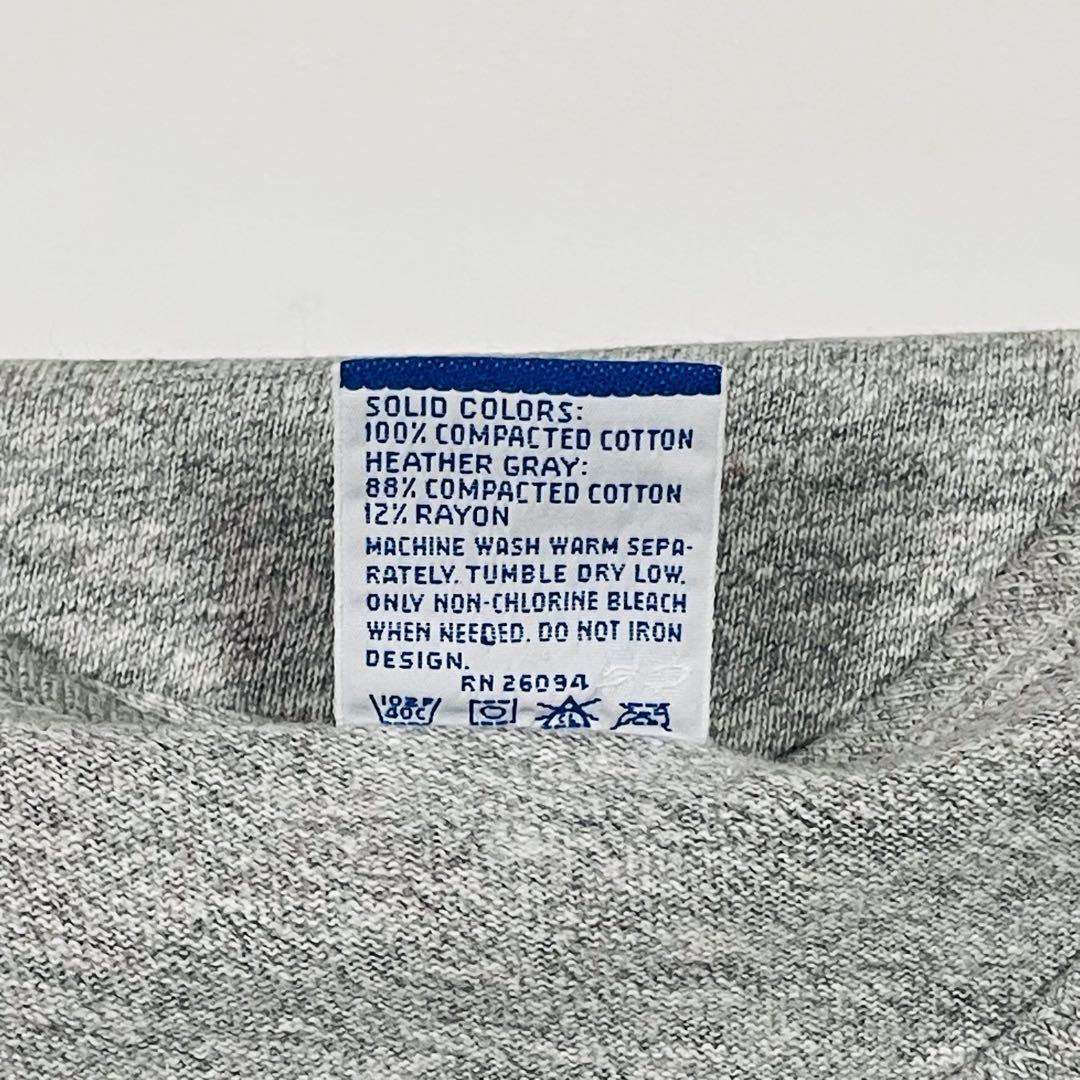 SOLID COLORS:
100% COMPACTED COTTON
HEATHER GRAY:
88% COMPACTED COTTON
12% RAYON
MACHINE WASH WARM SEPA-
RATELY. TUMBLE DRY LOW.
ONLY NON-CHLORINE BLEACH
WHEN NEEDED. DO NOT IRON
DESIGN.
RN 26094
40C